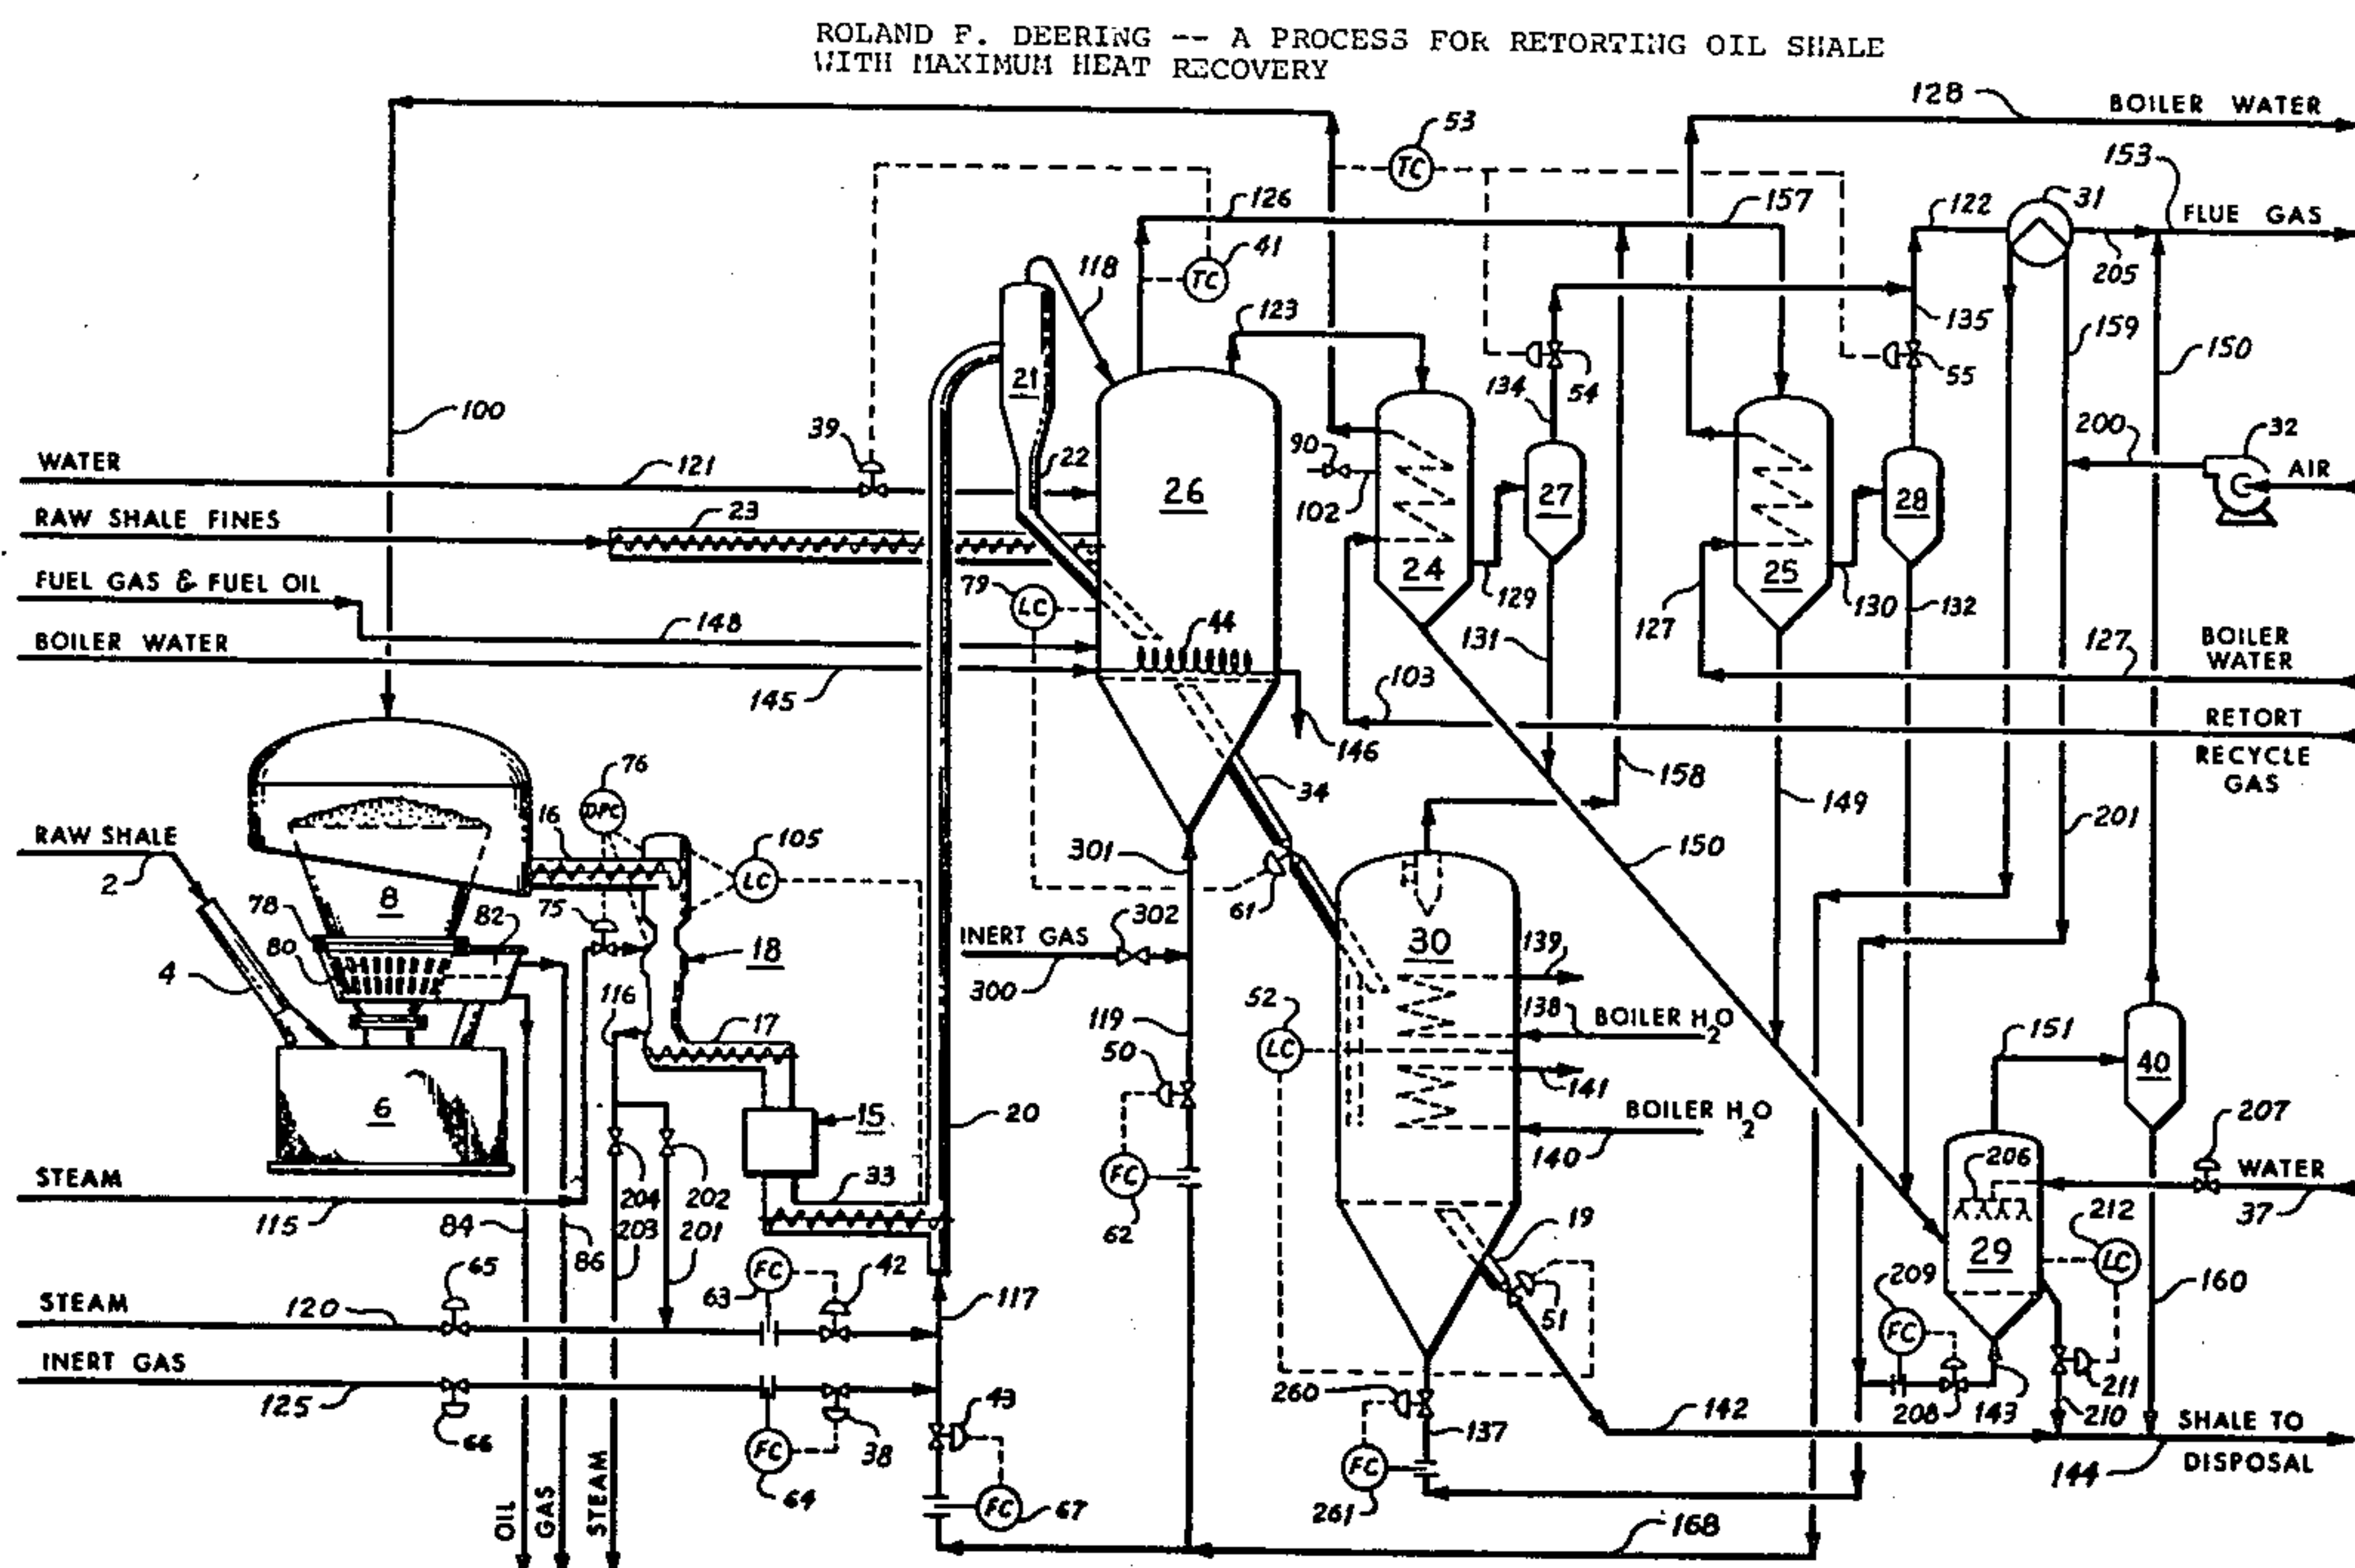 ROLAND F. DEERING -- A PROCESS FOR RETORTING OIL SHALE
WITH MAXIMUM HEAT RECOVERY
128
BOILER WATER
53
TC
153
126
157
122
31
FLUE GAS
41
TC
118
205
123
135
159
150
21
134
54
55
100
39
90
200
32
WATER
121
22
AIR
26
27
28
RAW SHALE FINES
23
102
24
25
79
LC
129
130
132
FUEL GAS & FUEL OIL
148
44
131
127
BOILER WATER
127
BOILER
WATER
145
103
RETORT
RECYCLE
GAS
146
76
DPC
34
158
149
16
105
LC
201
RAW SHALE
2
301
150
78
8
82
75
61
302
80
18
INERT GAS
30
139
4
116
300
52
138
BOILER H2O
17
119
LC
151
50
141
40
6
15
20
BOILER H2O
207
140
206
WATER
STEAM
204
202
33
FC
37
115
84
203
201
62
19
212
86
FC
29
LC
65
42
209
160
STEAM
120
63
117
51
FC
INERT GAS
260
211
125
43
208
143
210
66
142
SHALE TO
DISPOSAL
FC
38
137
144
64
FC
67
FC
261
168
OIL
GAS
STEAM